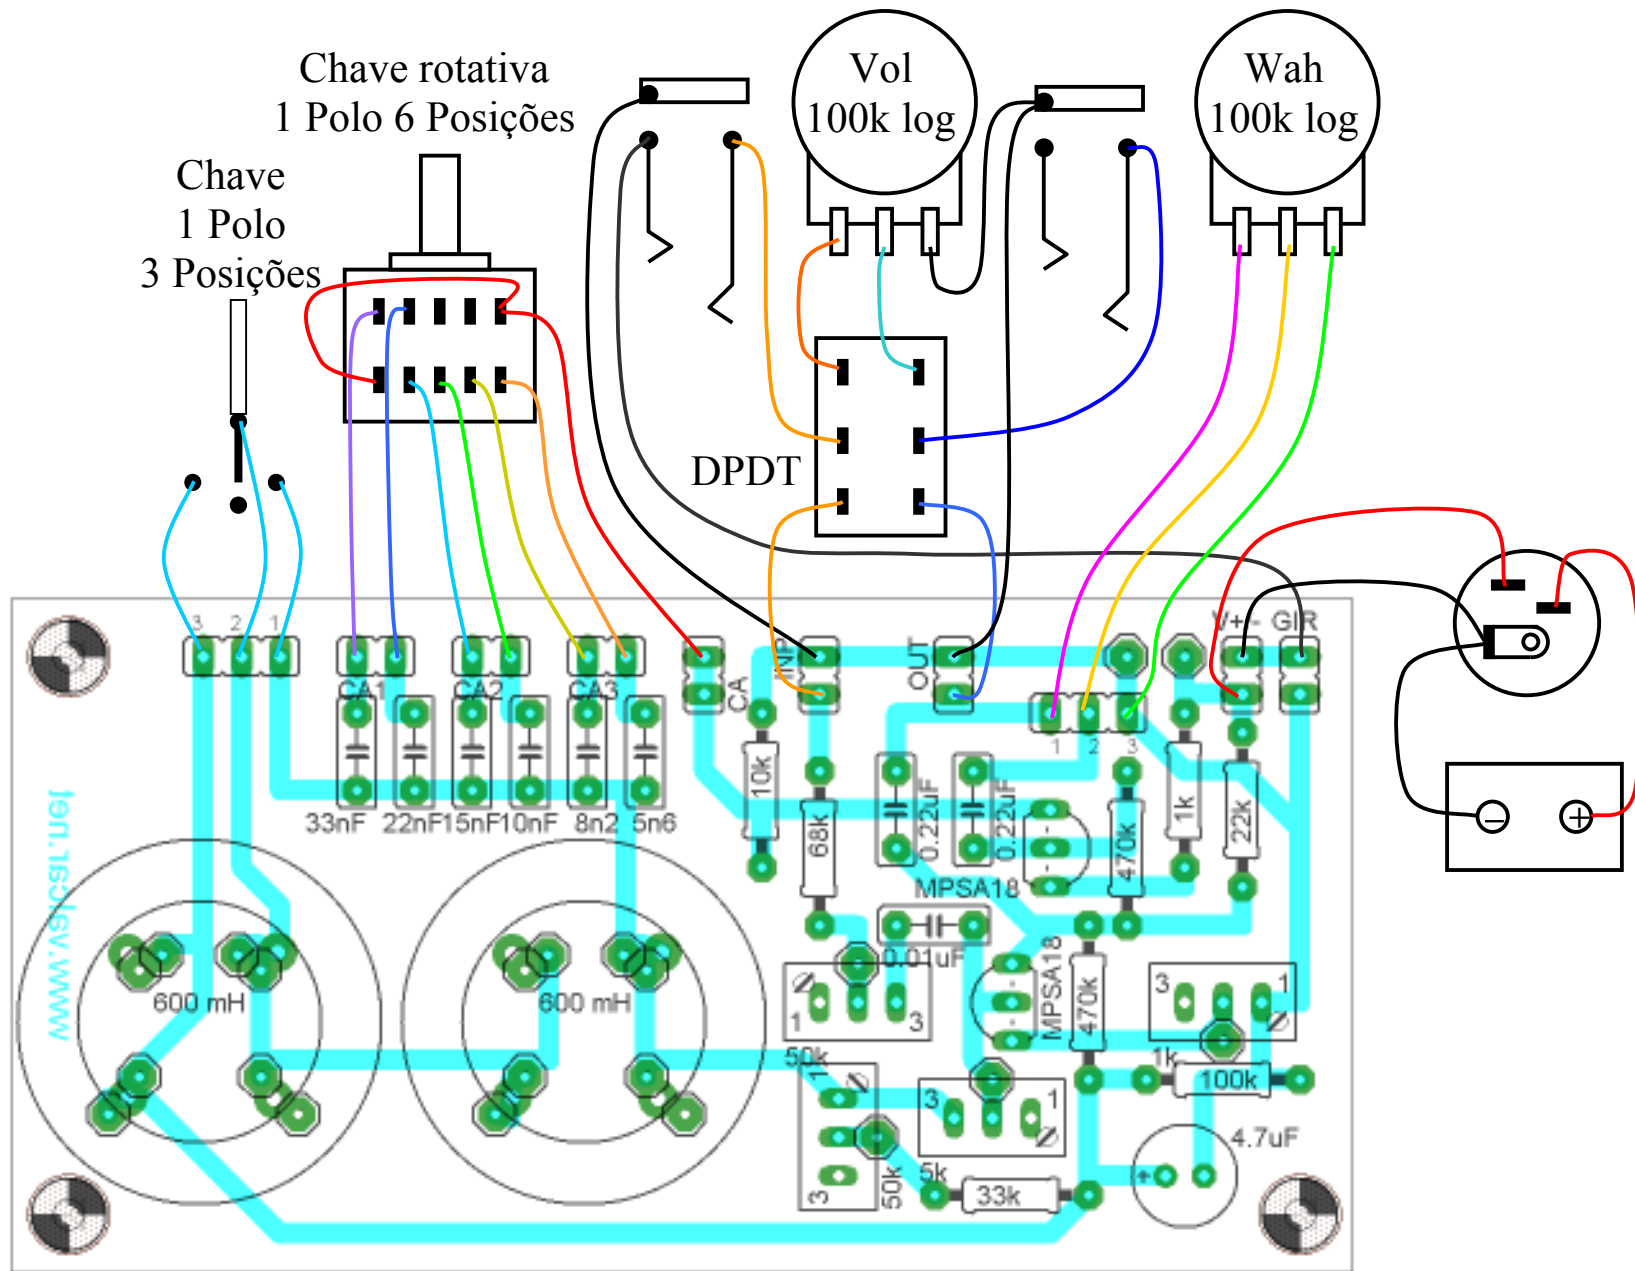 Chave rotativa
1 Polo 6 Posições
Vol
100k log
Wah
100k log
Chave
1 Polo
3 Posições
DPDT
3 2 1
CA1
CA2
CA3
CA
INP
OUT
V+ -
GIR
1 2 3
33nF 22nF 15nF 10nF 8n2 5n6
10k
68k
0.22uF
0.22uF
470k
1k
22k
MPSA18
0.01uF
MPSA18
470k
www.vlacar.net
600 mH
600 mH
1 3
50k
3 1
1k
100k
1
3
50k
3 1
5k
33k
4.7uF
+
− +